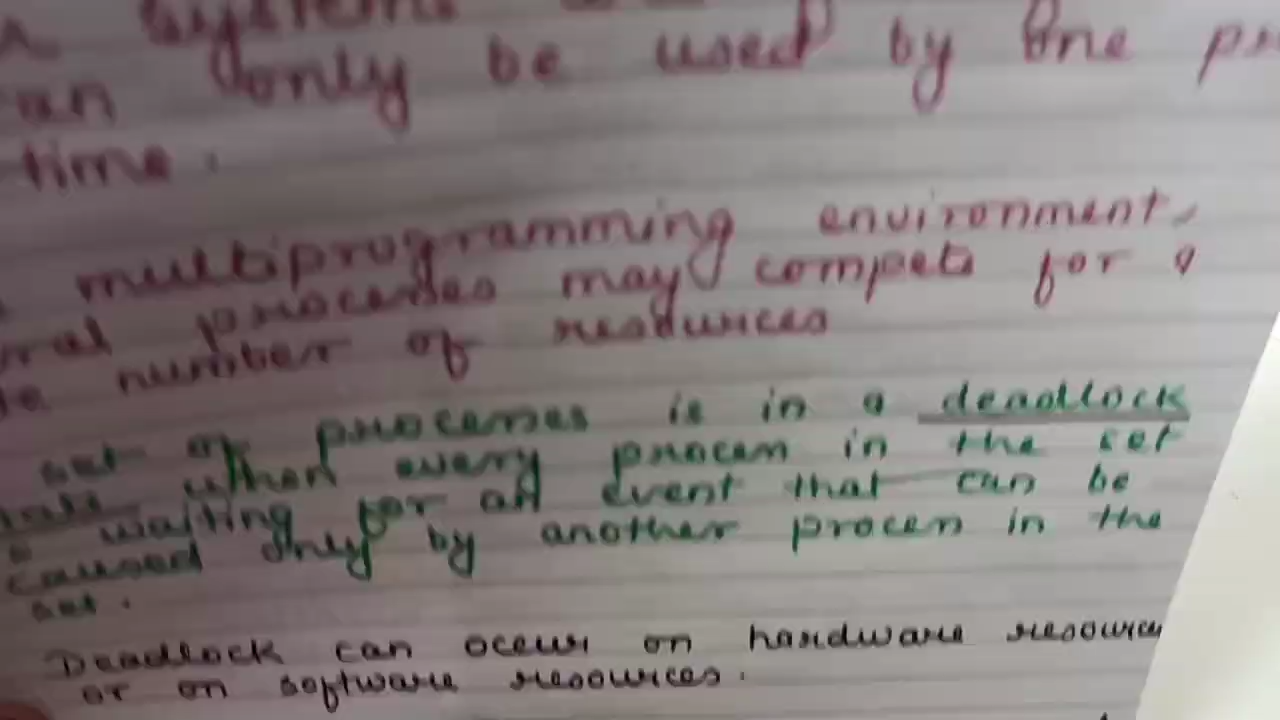 systems
only be used by one
time.
multiprogramming environment,
processes may compete for a
number of resources
set of processes is in a deadlock
when every process in the set
waiting for an event that can be
caused only by another process in the
set.
Deadlock can occur on hardware
or on software resources.